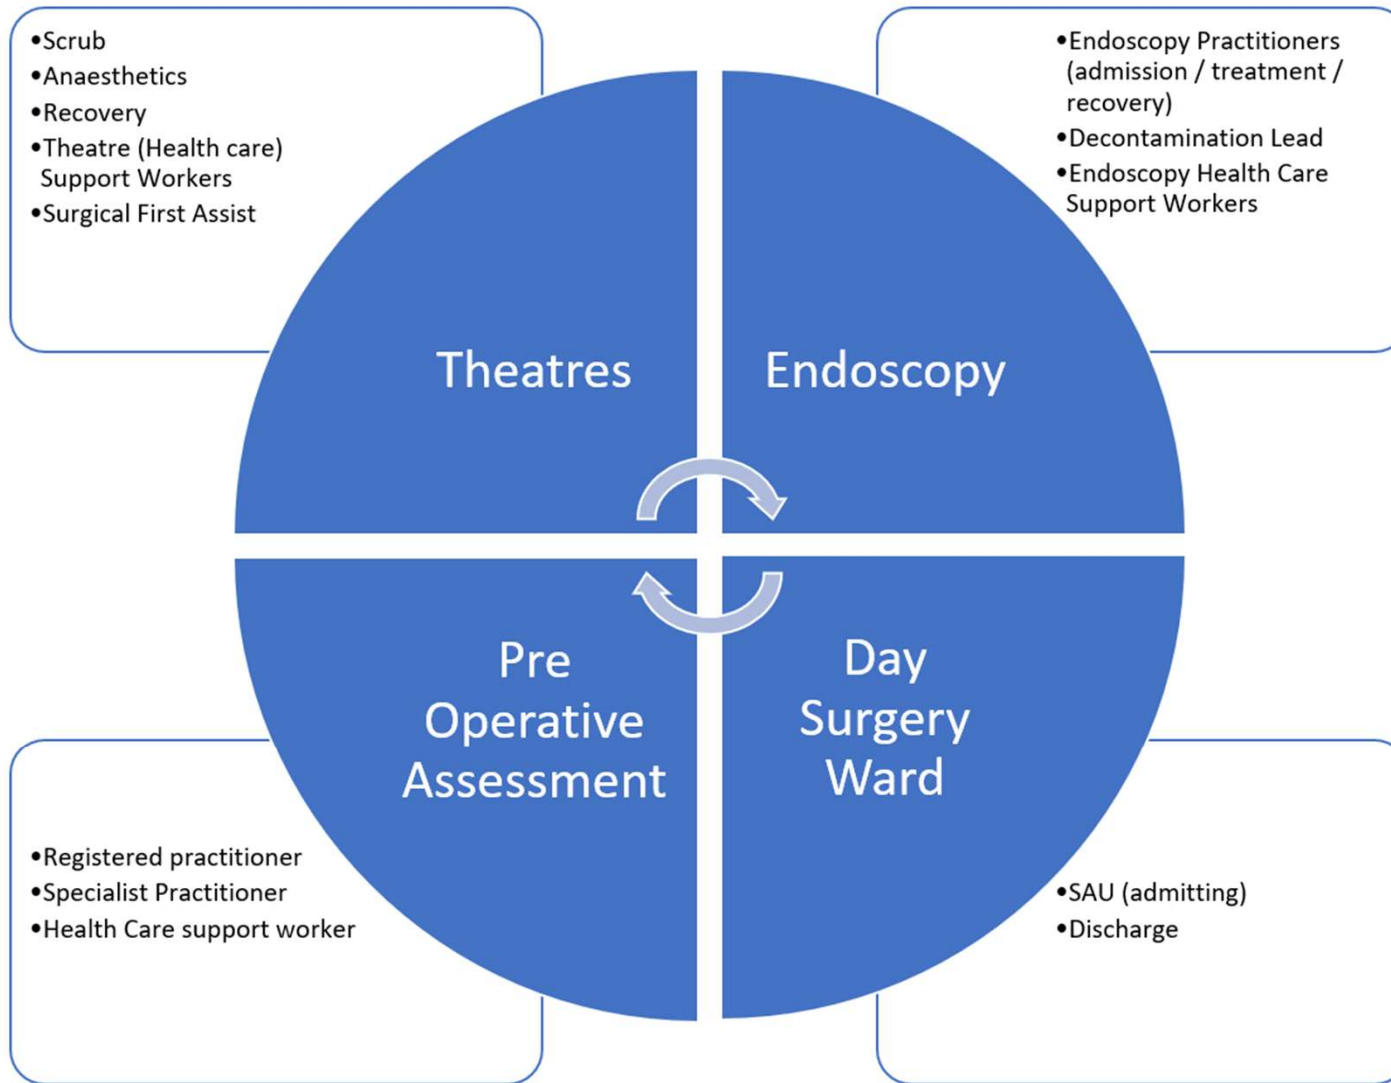 •Scrub
•Anaesthetics
•Recovery
•Theatre (Health care)
Support Workers
•Surgical First Assist
•Endoscopy Practitioners
(admission / treatment /
recovery)
•Decontamination Lead
•Endoscopy Health Care
Support Workers
Theatres
Endoscopy
Pre
Operative
Assessment
Day
Surgery
Ward
•Registered practitioner
•Specialist Practitioner
•Health Care support worker
•SAU (admitting)
•Discharge